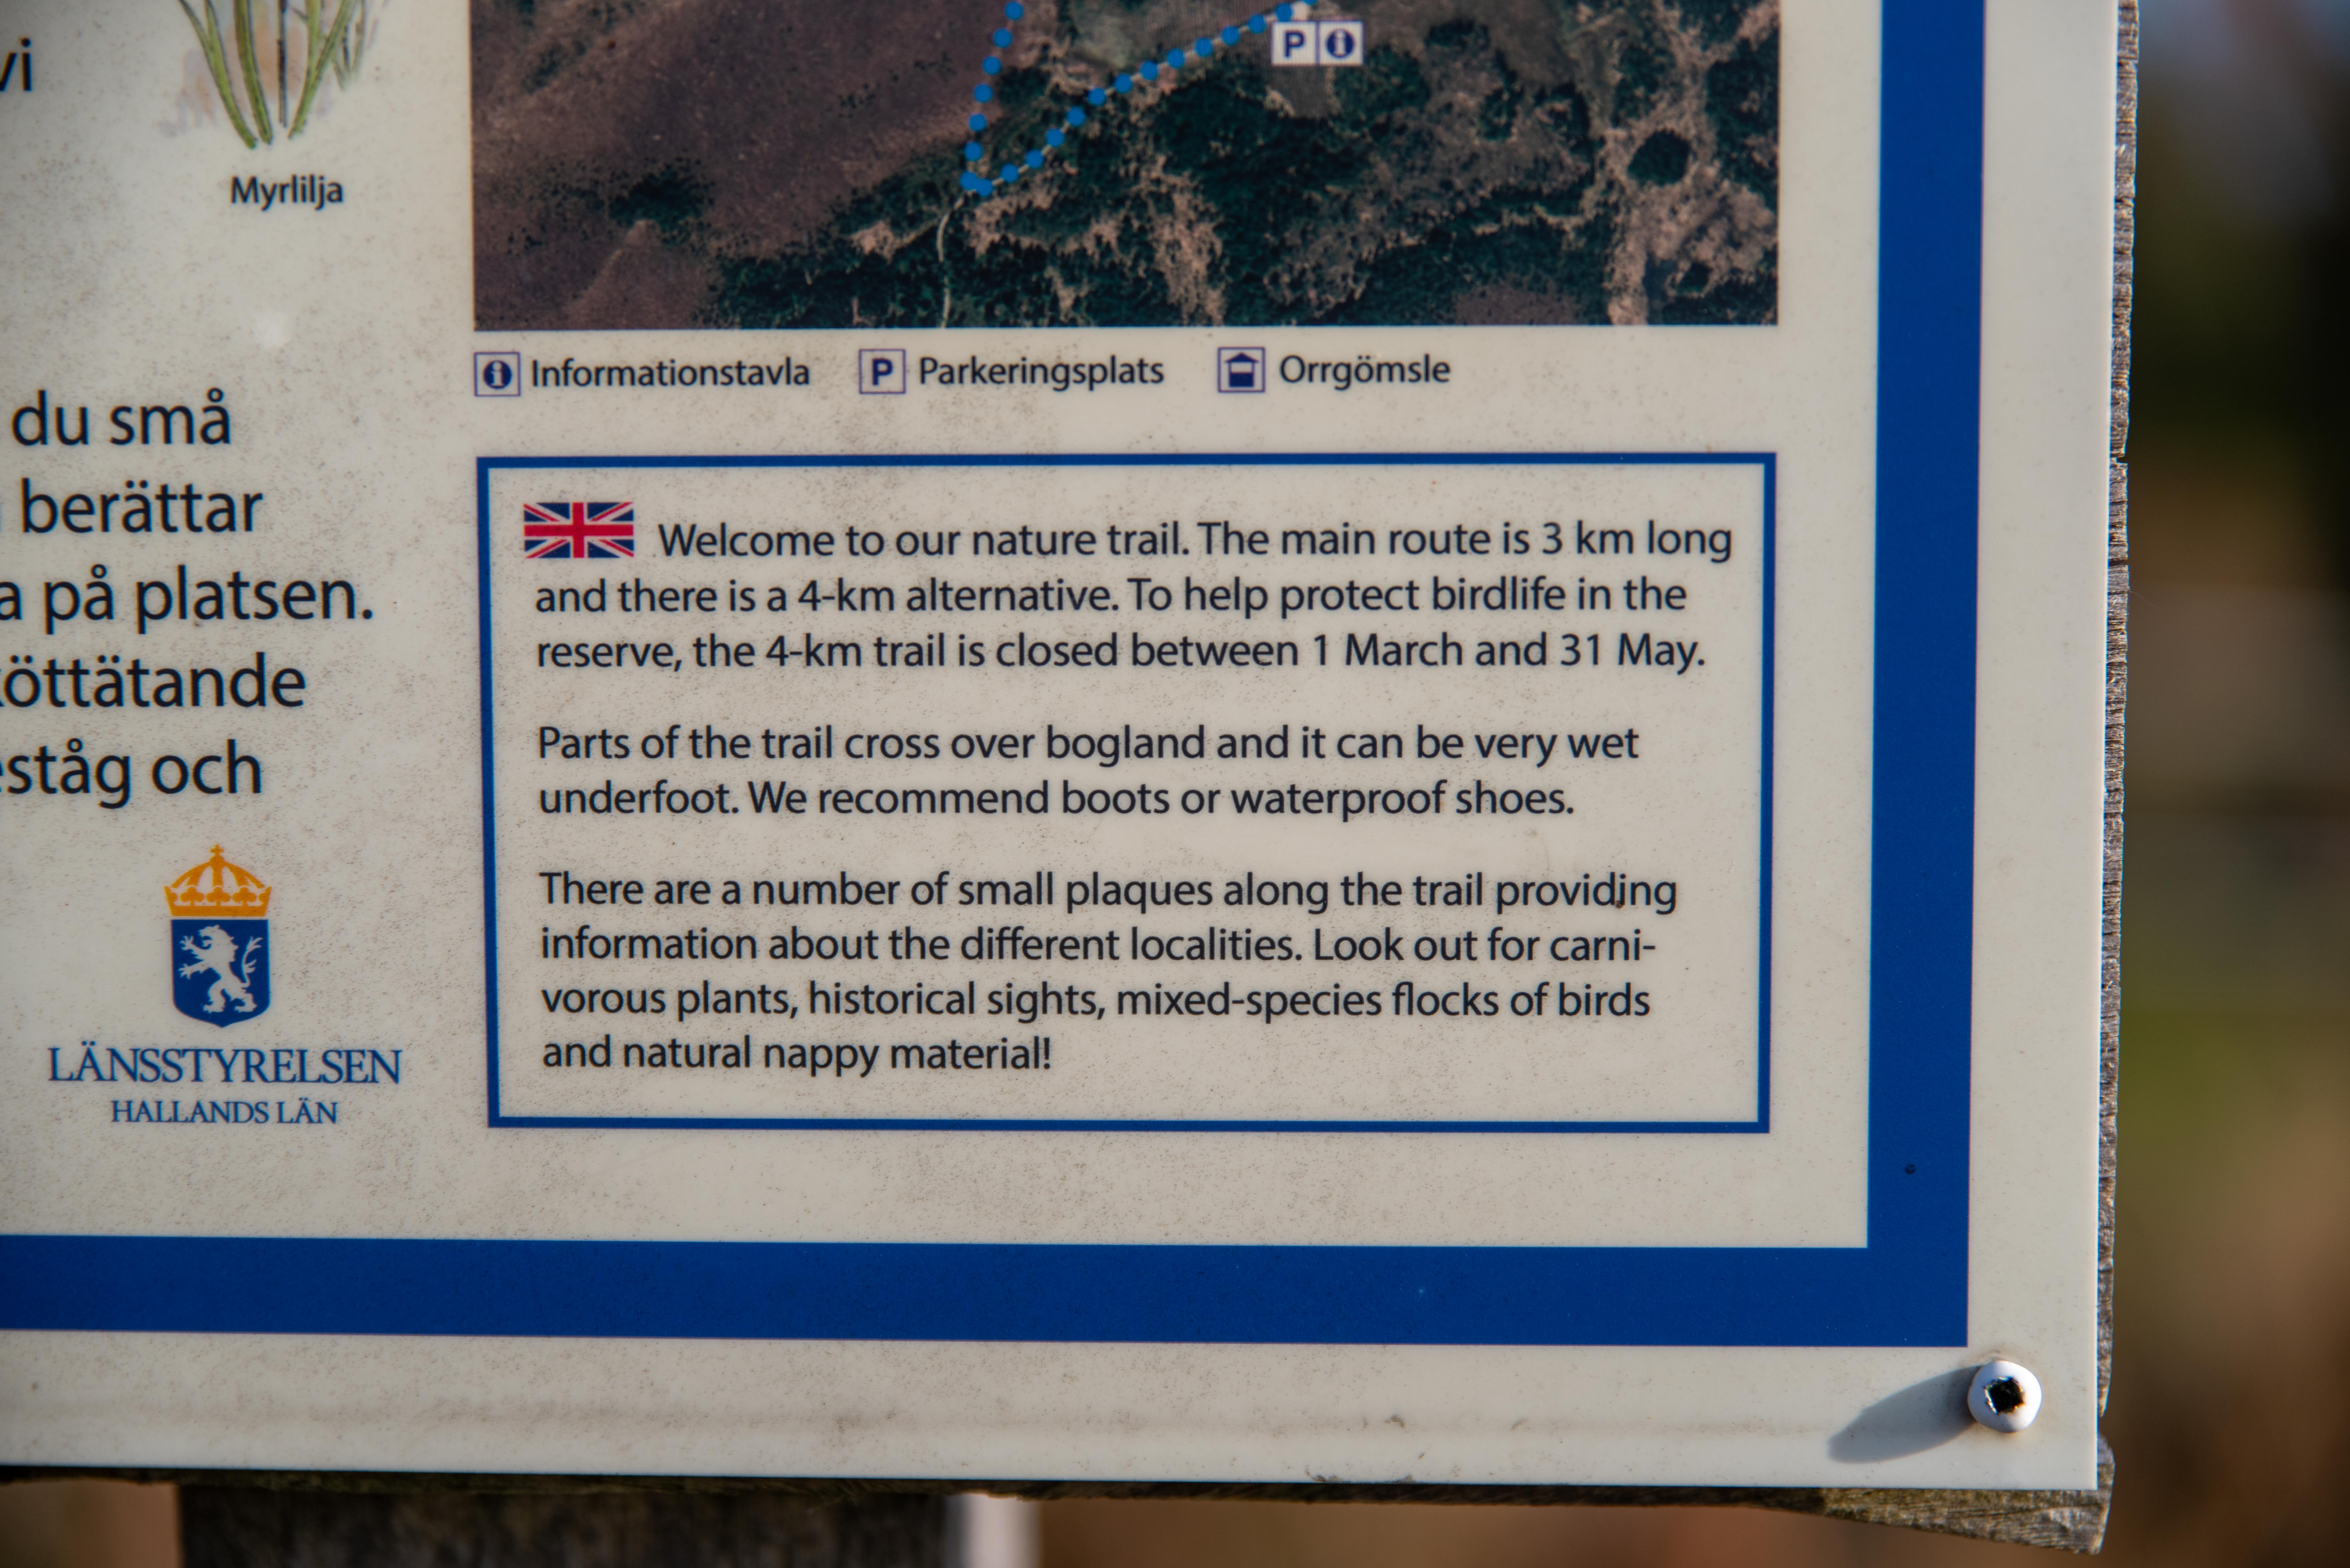 vi
Myrlilja
P i
i Informationstavla P Parkeringsplats Orrgömsle
du små
berättar
a på platsen.
köttätande
eståg och
LÄNSSTYRELSEN
HALLANDS LÄN
Welcome to our nature trail. The main route is 3 km long
and there is a 4-km alternative. To help protect birdlife in the
reserve, the 4-km trail is closed between 1 March and 31 May.
Parts of the trail cross over bogland and it can be very wet
underfoot. We recommend boots or waterproof shoes.
There are a number of small plaques along the trail providing
information about the different localities. Look out for carni-
vorous plants, historical sights, mixed-species flocks of birds
and natural nappy material!